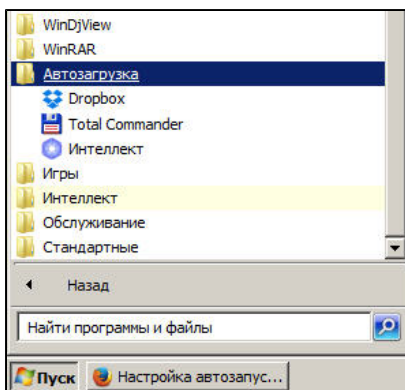 WinDjView
WinRAR
Автозагрузка
Dropbox
Total Commander
Интеллект
Игры
Интеллект
Обслуживание
Стандартные
Назад
Найти программы и файлы
Пуск
Настройка автозапус...